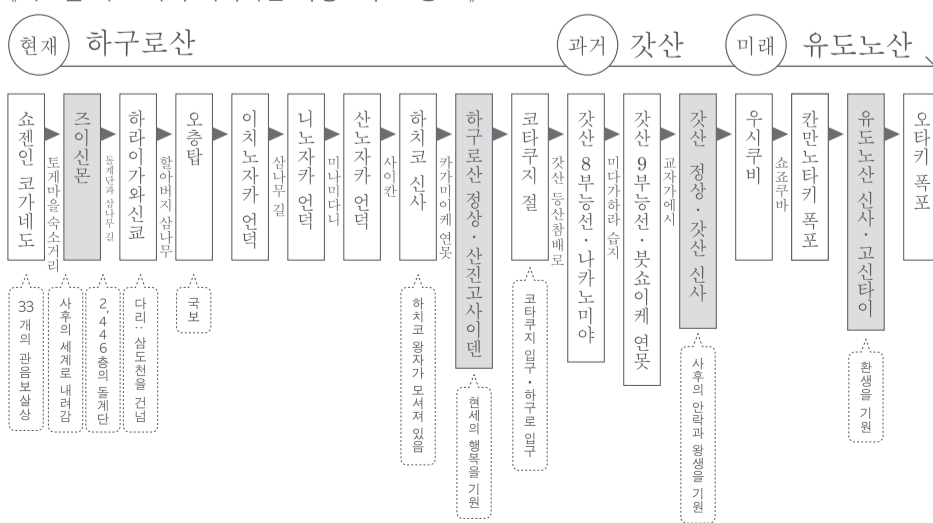 현재 하구로산
과거 갓산
미래 유도노산
쇼젠인 코가네도
토게마을 숙소거리
즈이신몬
돌계단과 삼나무 길
하라이가와신쿄
할아버지 삼나무
오층탑
이치노자카 언덕
삼나무 길
니노자카 언덕
미나미다니
산노자카 언덕
사이칸
하치코 신사
카가미이케 연못
하구로산 정상・산진고사이덴
코타쿠지 절
갓산 등산참배로
갓산 8부능선・나카노미야
미다가하라 습지
갓산 9부능선・붓쇼이케 연못
교자가에시
갓산 정상・갓산 신사
우시쿠비
쇼죠쿠바
칸만노타키 폭포
유도노산 신사・고신타이
오타키 폭포
33개의 관음보살상
사후의 세계로 내려감
2,446층의 돌계단
다리: 삼도천을 건넘
국보
하치코 왕자가 모셔져 있음
현세의 행복을 기원
코타쿠지 입구・하구로 입구
사후의 안락과 왕생을 기원
환생을 기원